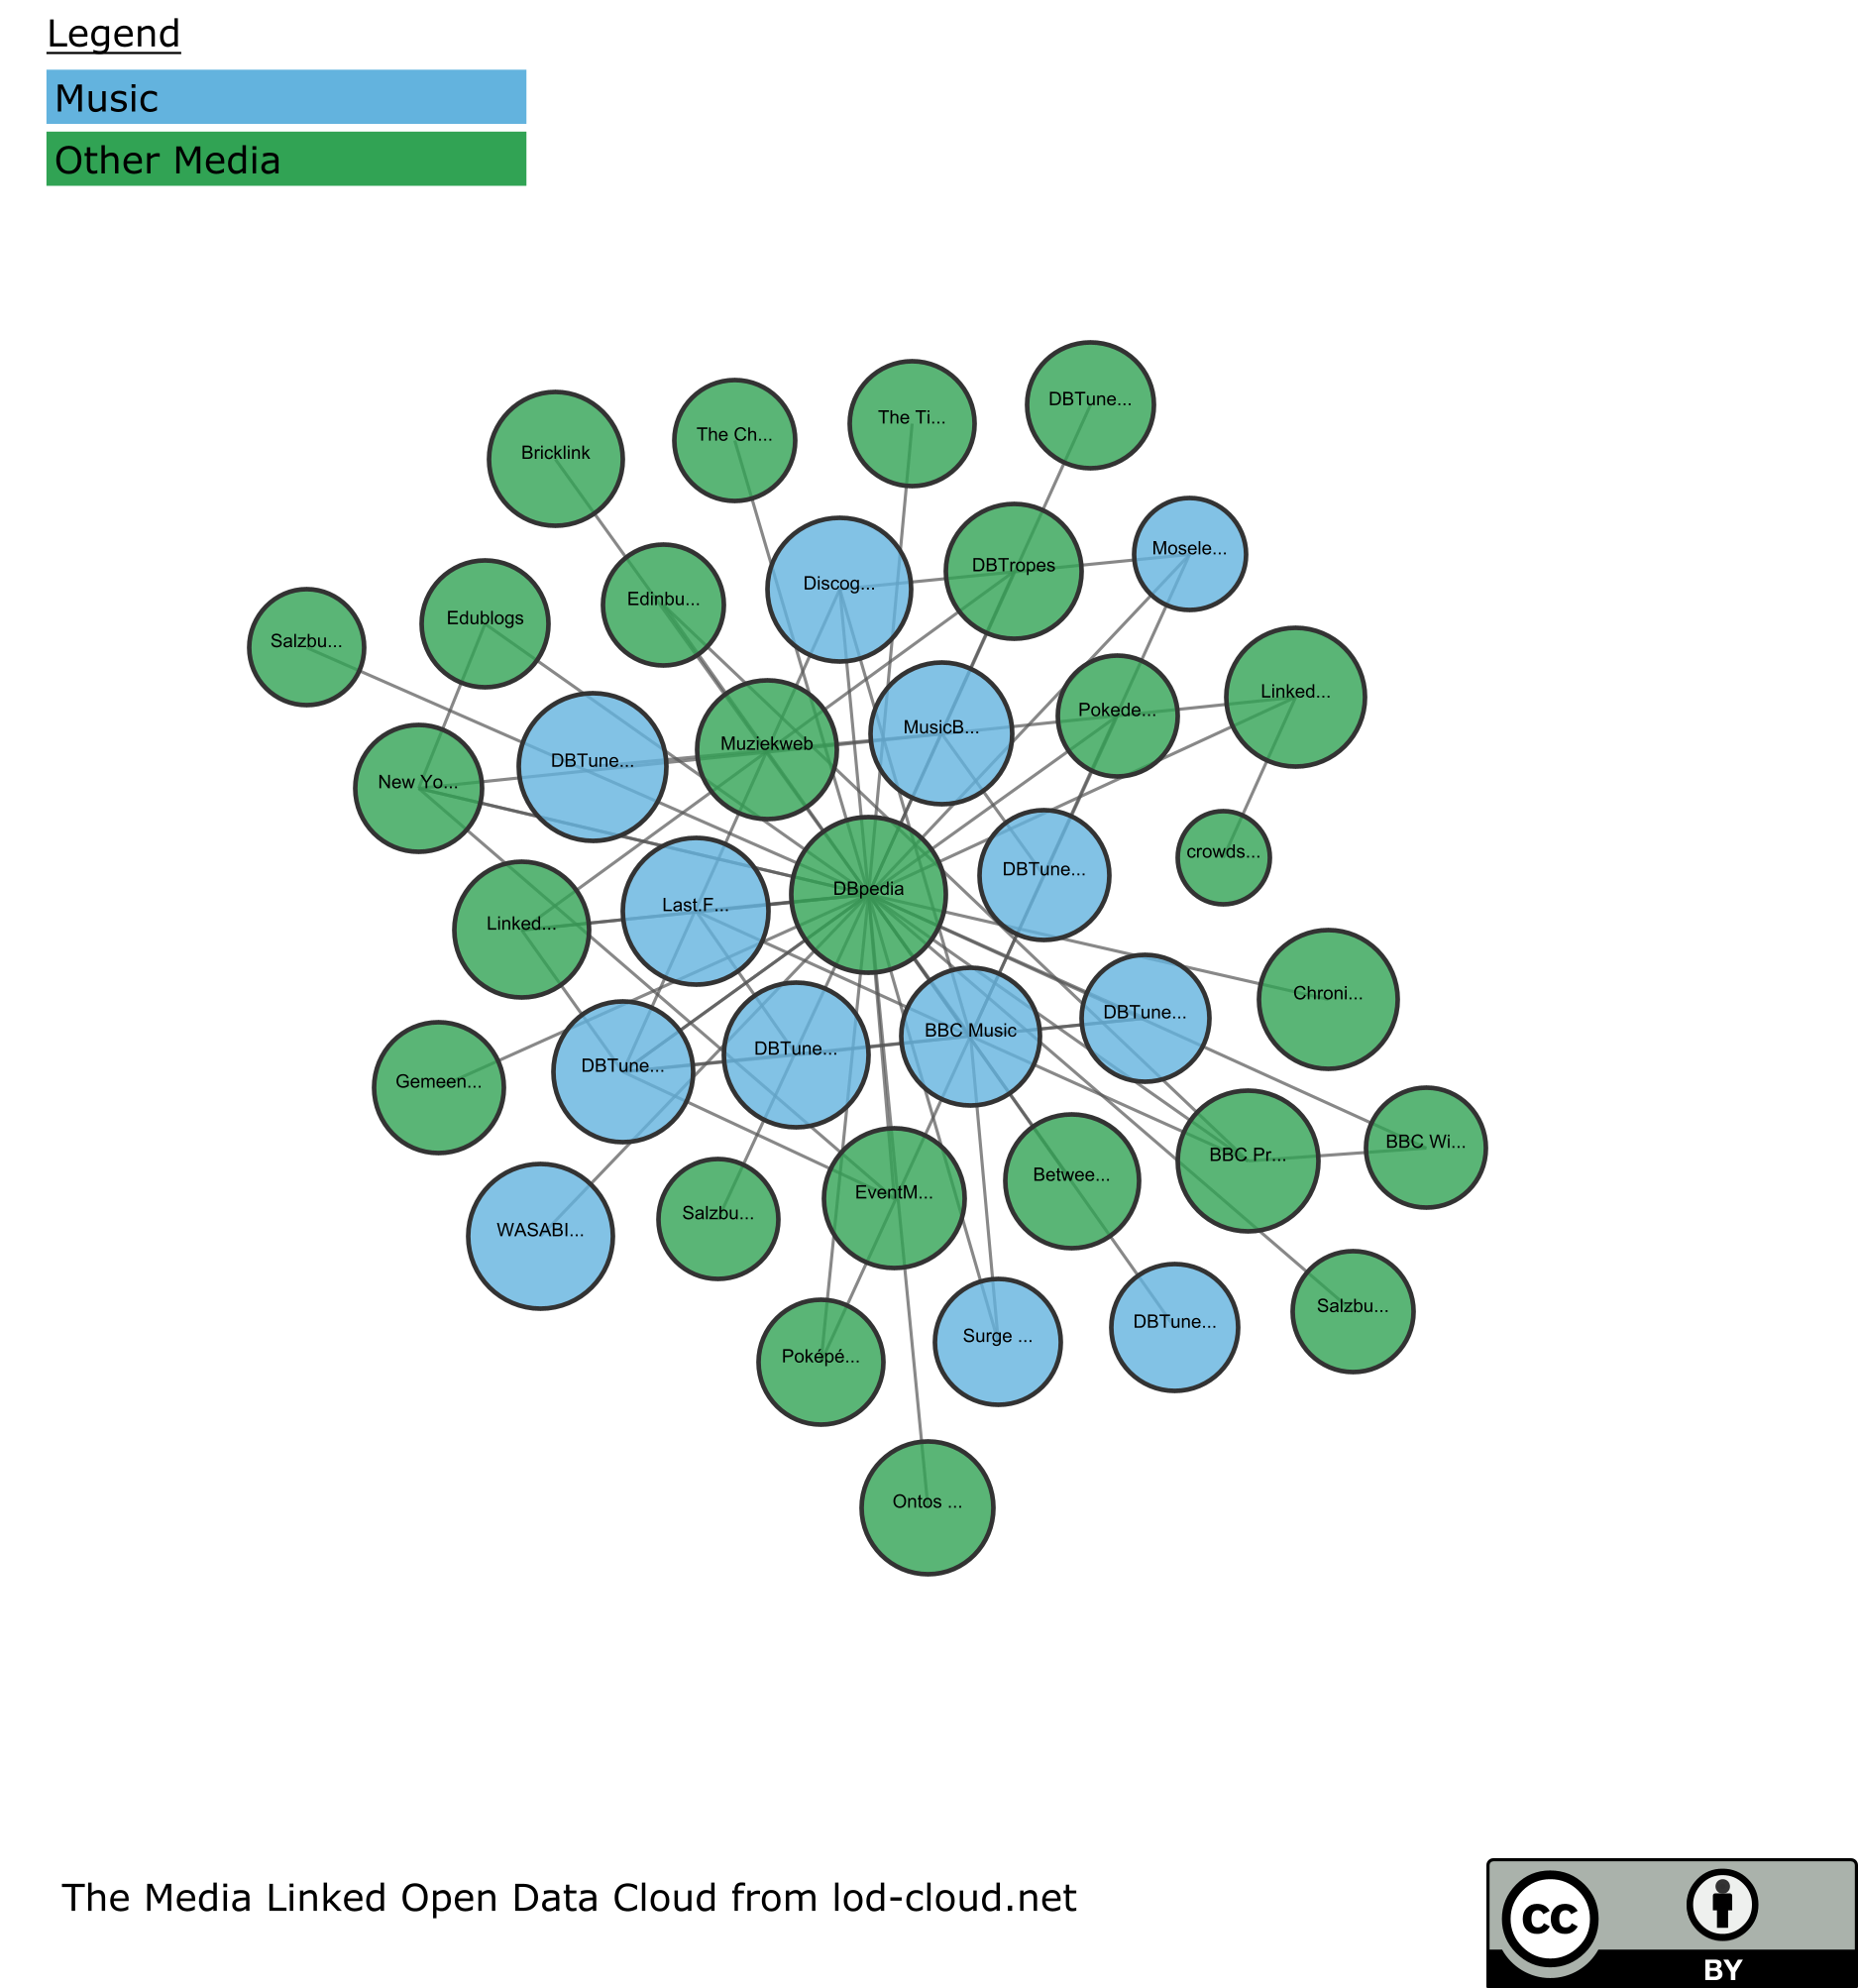 Legend
Music
Other Media
DBTune...
The Ti...
The Ch...
Bricklink
Mosele...
DBTropes
Discog...
Edinbu...
Edublogs
Salzbu...
Linked...
Pokede...
MusicB...
Muziekweb
DBTune...
New Yo...
crowds...
DBTune...
DBpedia
Last.F...
Linked...
Chroni...
DBTune...
BBC Music
DBTune...
DBTune...
Gemeen...
BBC Wi...
BBC Pr...
Betwee...
EventM...
Salzbu...
WASABI...
Salzbu...
DBTune...
Surge ...
Poképé...
Ontos ...
The Media Linked Open Data Cloud from lod-cloud.net
cc
BY